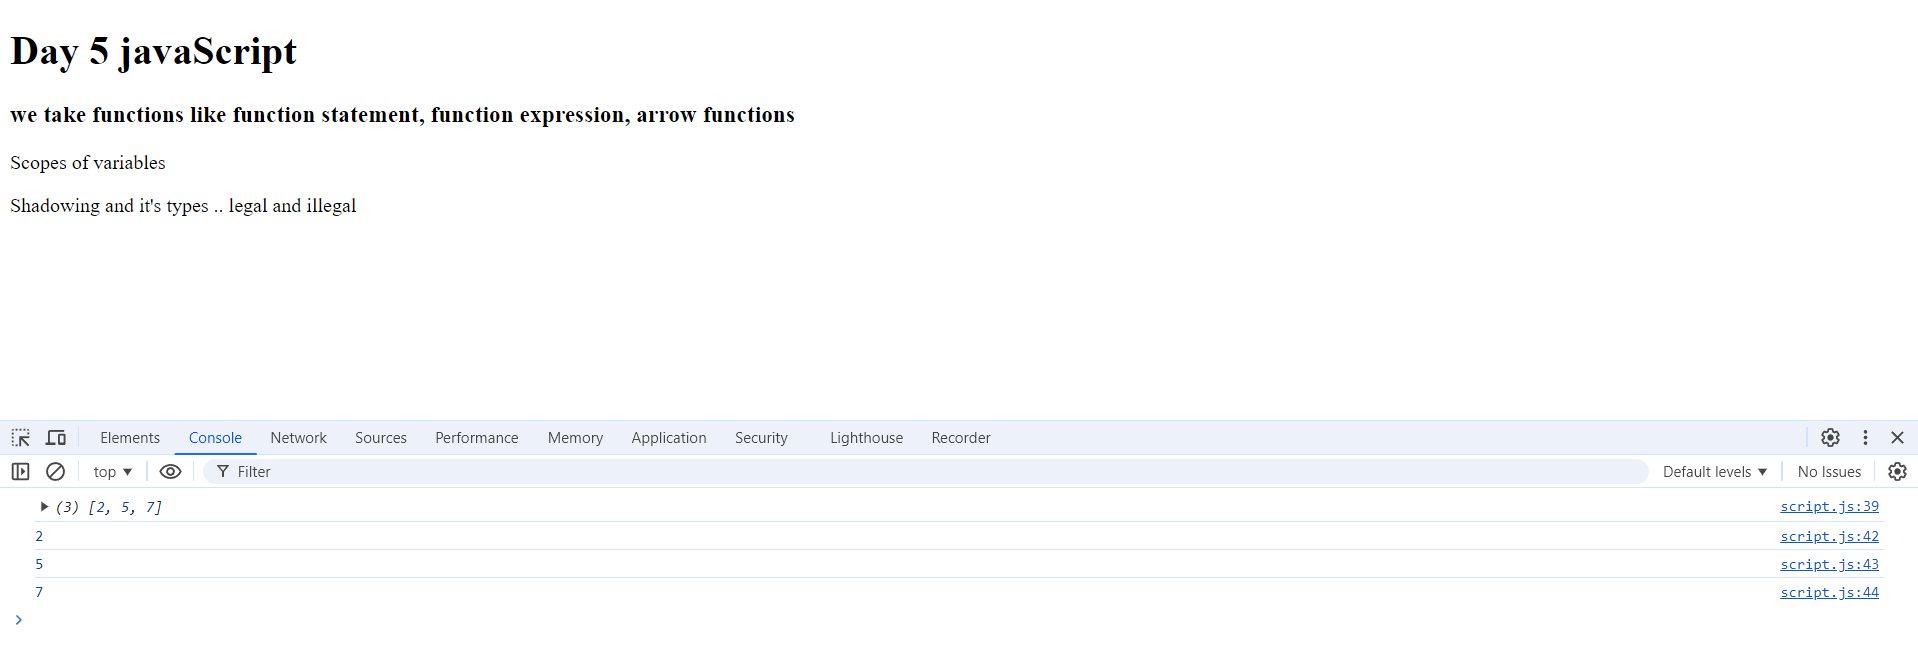 Day 5 javaScript
we take functions like function statement, function expression, arrow functions
Scopes of variables
Shadowing and it's types .. legal and illegal
Elements Console Network Sources Performance Memory Application Security Lighthouse Recorder
top Filter Default levels No Issues
(3) [2, 5, 7] script.js:39
2 script.js:42
5 script.js:43
7 script.js:44